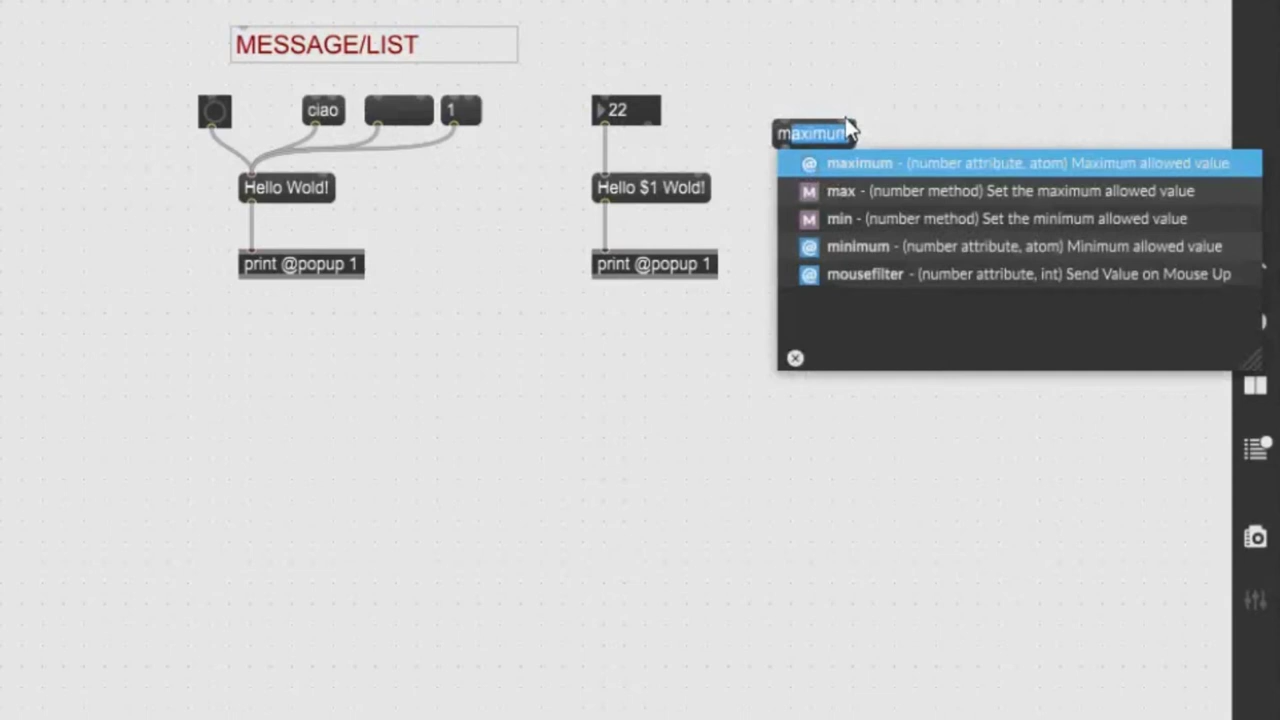 MESSAGE/LIST
ciao
1
22
Hello Wold!
Hello $1 Wold!
print @popup 1
print @popup 1
maximum
@ maximum - (number attribute, atom) Maximum allowed value
M max - (number method) Set the maximum allowed value
M min - (number method) Set the minimum allowed value
@ minimum - (number attribute, atom) Minimum allowed value
@ mousefilter - (number attribute, int) Send Value on Mouse Up